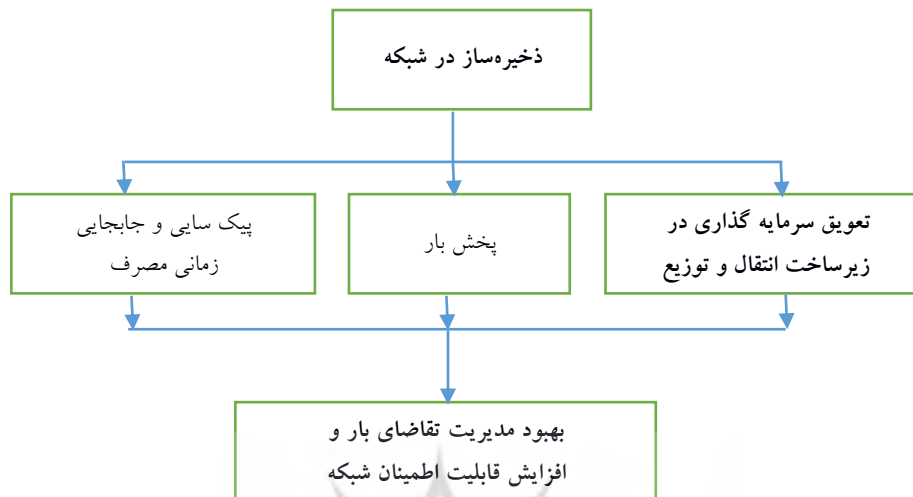 ذخیره‌ساز در شبکه
تعویق سرمایه گذاری در
زیرساخت انتقال و توزیع
پخش بار
پیک سایی و جابجایی
زمانی مصرف
بهبود مدیریت تقاضای بار و
افزایش قابلیت اطمینان شبکه